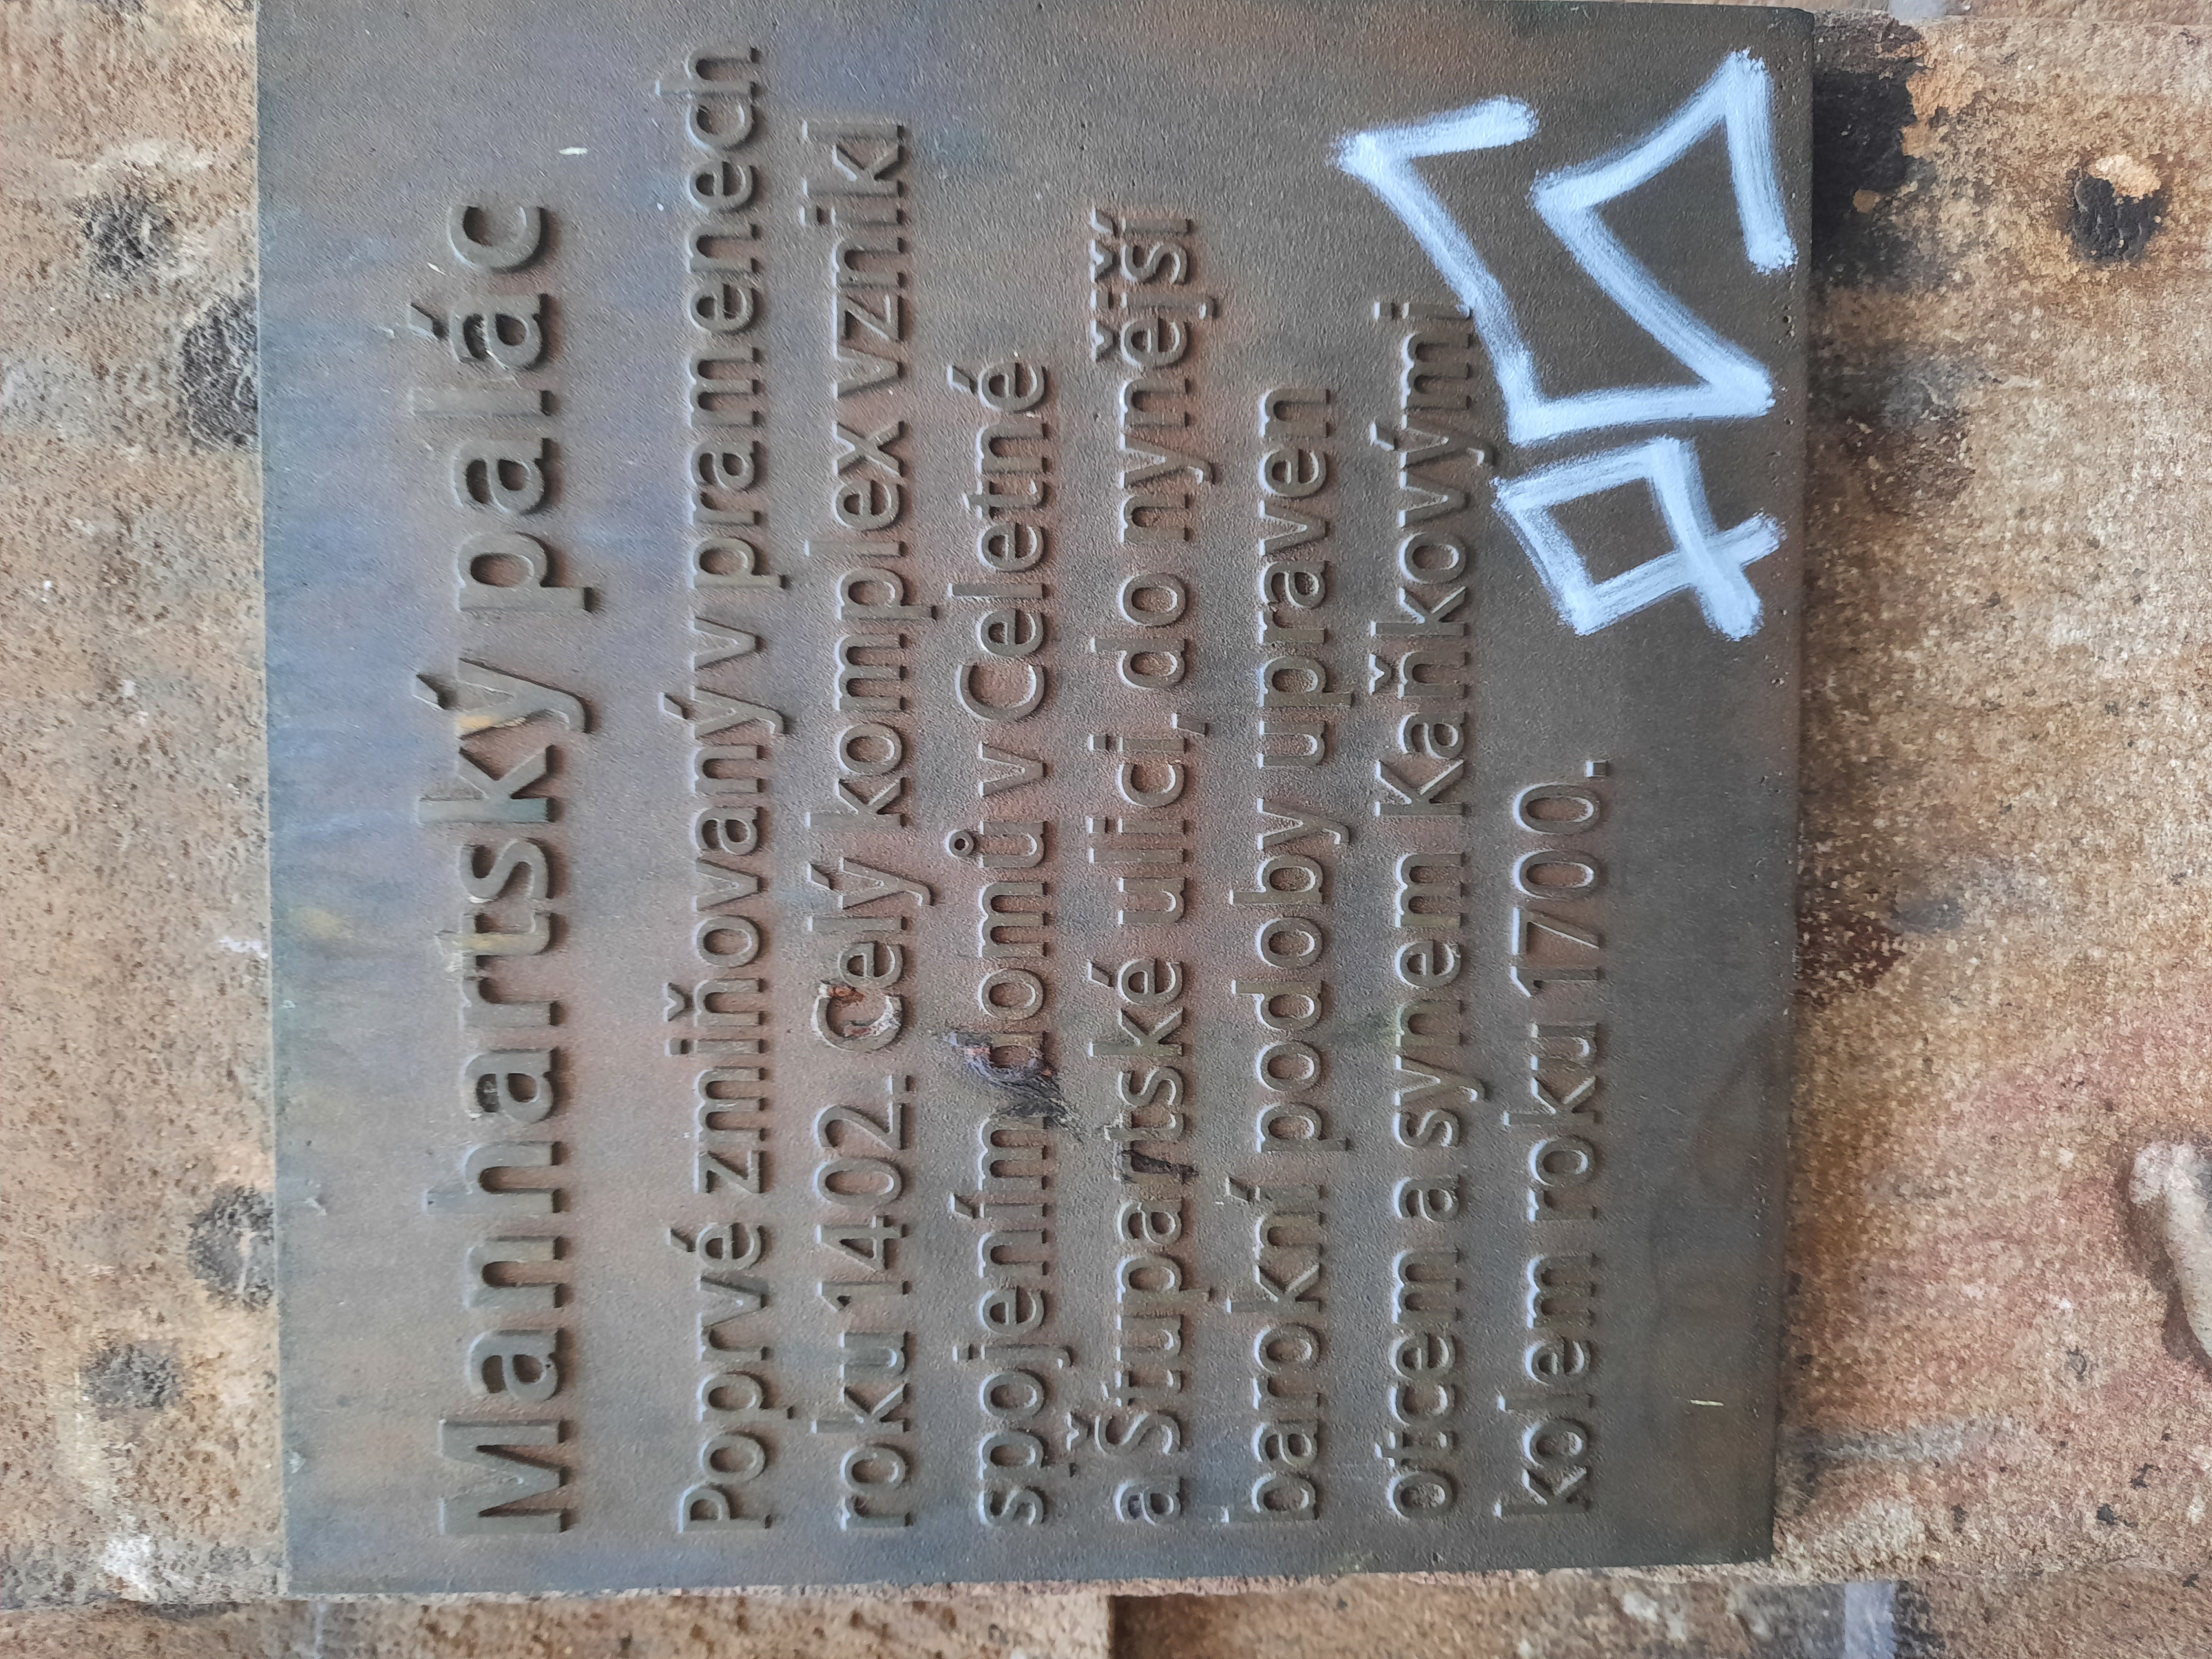 Manhartský palác
Poprvé zmiňovaný v pramenech
roku 1402. Celý komplex vznikl
spojením domů v Celetné
a Štupartské ulici, do nynější
barokní podoby upraven
otcem a synem Kaňkovými
kolem roku 1700.